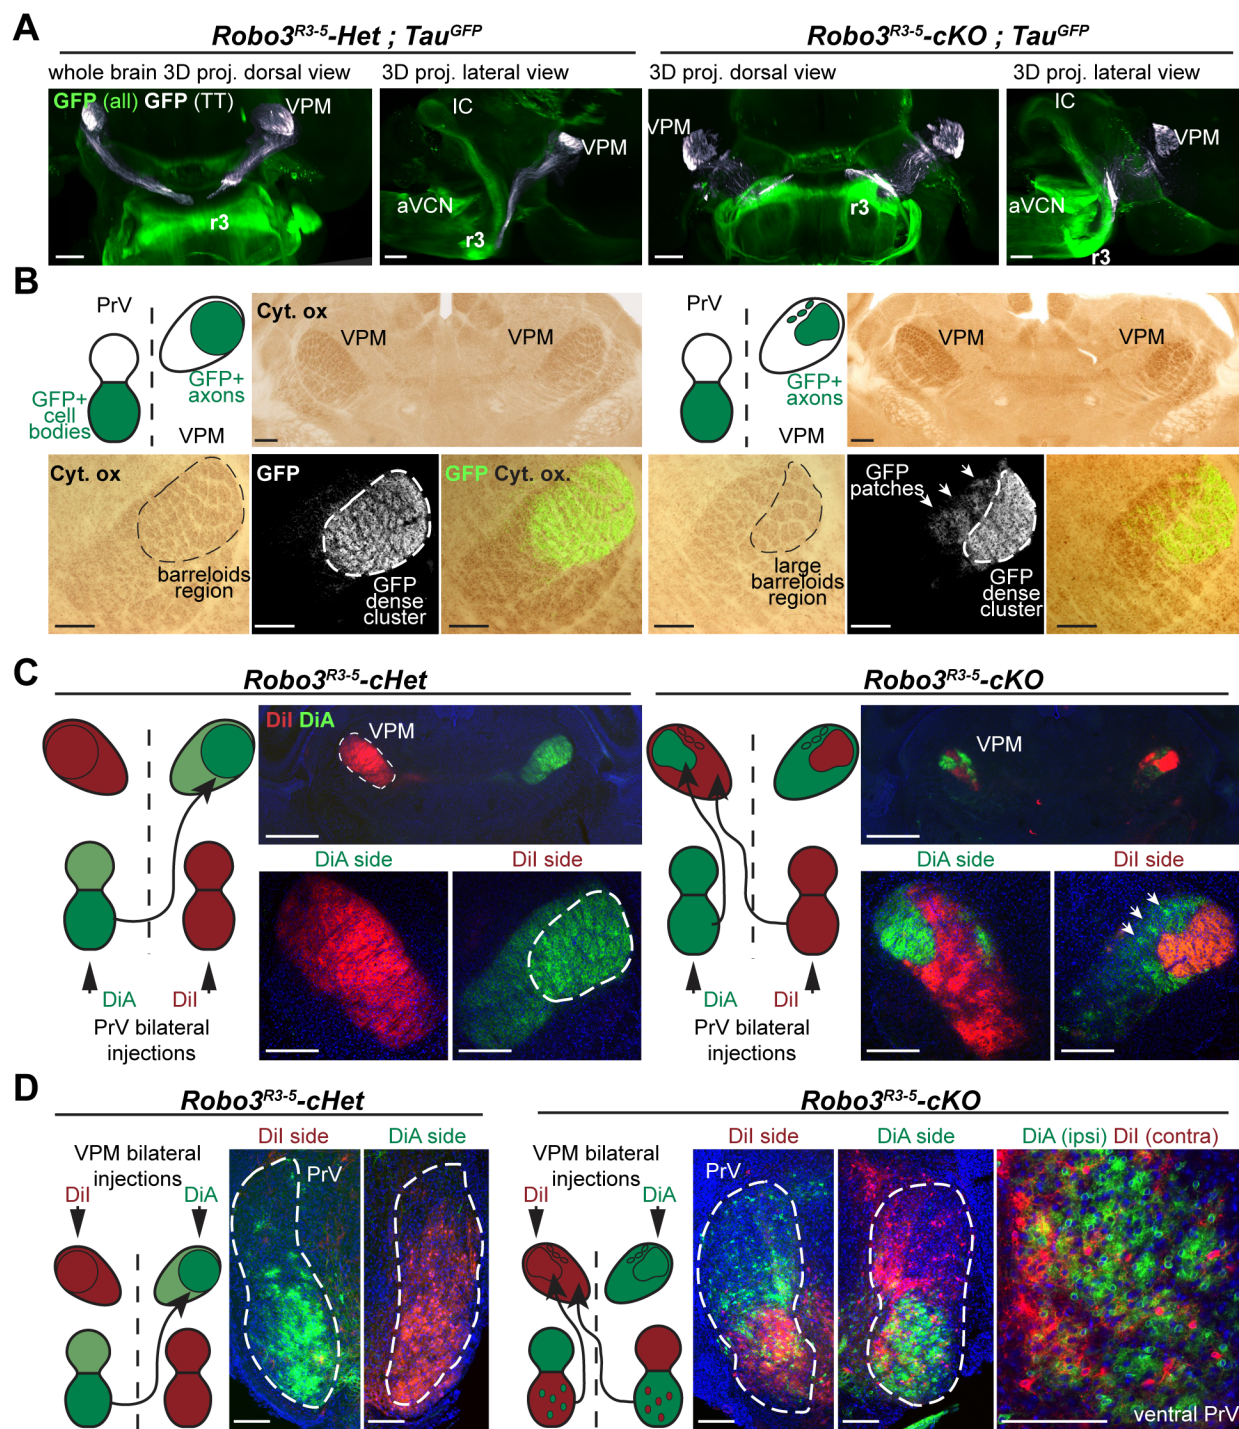 A
Robo3R3-5-Het ; TauGFP
Robo3R3-5-cKO ; TauGFP
whole brain 3D proj. dorsal view
3D proj. lateral view
3D proj. dorsal view
3D proj. lateral view
GFP (all) GFP (TT)
VPM
r3
IC
VPM
aVCN
r3
VPM
VPM
r3
IC
VPM
aVCN
r3
B
PrV
GFP+
cell
bodies
GFP+
axons
VPM
Cyt. ox
VPM
VPM
PrV
GFP+
axons
VPM
VPM
VPM
Cyt. ox
barreloids
region
GFP
GFP
dense
cluster
GFP Cyt. ox.
large
barreloids
region
GFP
patches
GFP
dense
cluster
C
Robo3R3-5-cHet
Robo3R3-5-cKO
DiI DiA
VPM
VPM
DiA side
DiI side
DiA side
DiI side
DiA
DiI
PrV bilateral
injections
DiA
DiI
PrV bilateral
injections
D
Robo3R3-5-cHet
Robo3R3-5-cKO
VPM bilateral
injections
DiI
DiA
DiI side
DiA side
PrV
VPM bilateral
injections
DiI
DiA
DiI side
DiA side
DiA (ipsi) DiI (contra)
PrV
ventral PrV